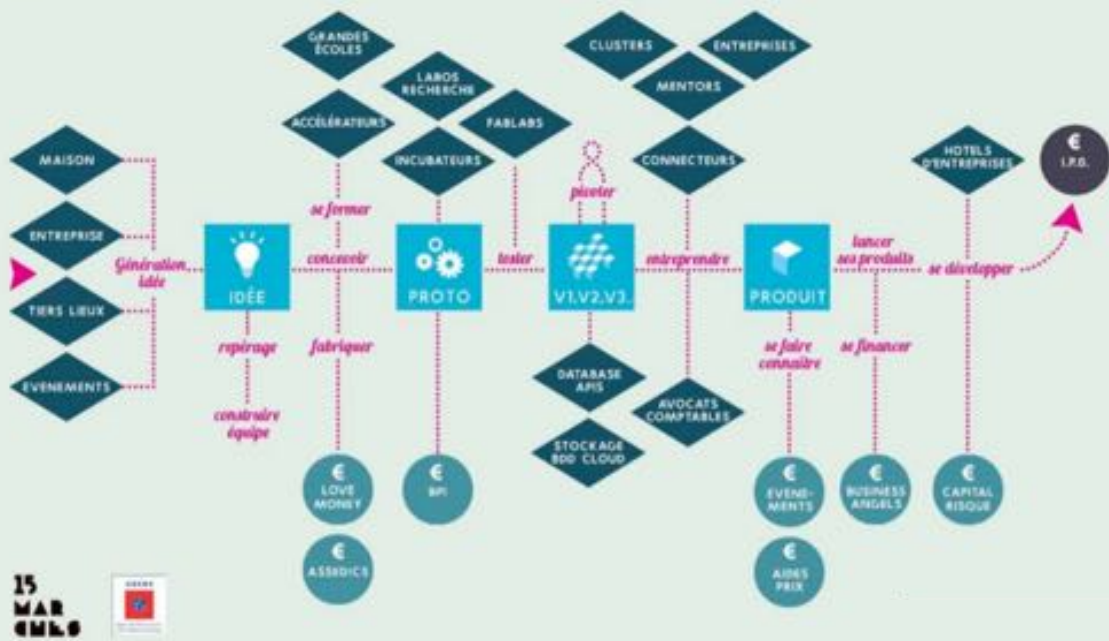 GRANDES
ÉCOLES
CLUSTERS
ENTREPRISES
LABOS
RECHERCHE
MENTORS
ACCÉLÉRATEURS
FABLABS
MAISON
INCUBATEURS
CONNECTEURS
HOTELS
D'ENTREPRISES
€
I.P.O.
pivoter
se former
ENTREPRISE
Génération
idée
IDÉE
concevoir
PROTO
tester
V1.V2.V3.
entreprendre
PRODUIT
lancer
ses produits
se développer
TIERS LIEUX
repérage
fabriquer
se faire
connaître
se financer
EVENEMENTS
DATABASE
APIS
construire
équipe
AVOCATS
COMPTABLES
STOCKAGE
BDD CLOUD
€
LOVE
MONEY
€
BPI
€
EVENE-
MENTS
€
BUSINESS
ANGELS
€
CAPITAL
RISQUE
€
ASSEDICS
€
AIDES
PRIX
15
MAR
CHES